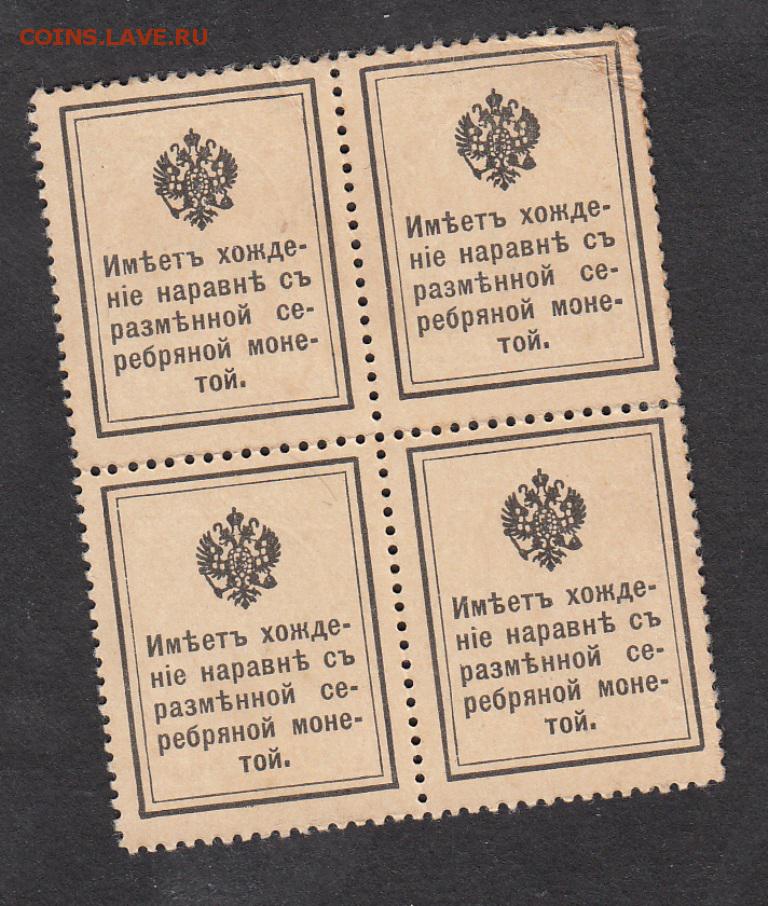 COINS.LAVE.RU
Имѣетъ хожде-
ніе наравнѣ съ
размѣнной се-
ребряной моне-
той.
Имѣетъ хожде-
ніе наравнѣ съ
размѣнной се-
ребряной моне-
той.
Имѣетъ хожде-
ніе наравнѣ съ
размѣнной се-
ребряной моне-
той.
Имѣетъ хожде-
ніе наравнѣ съ
размѣнной се-
ребряной моне-
той.